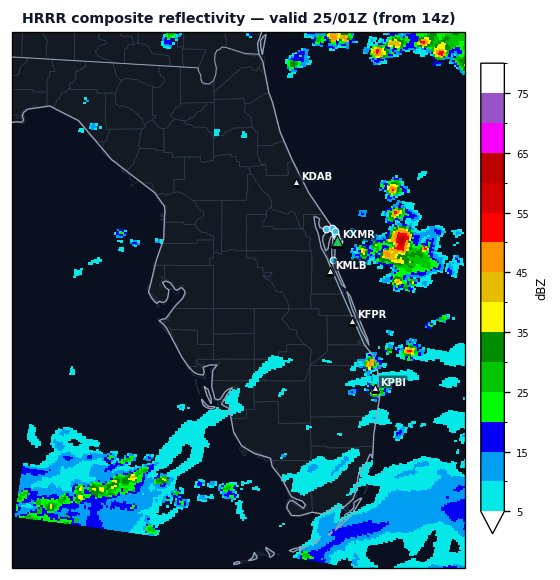 HRRR composite reflectivity — valid 25/01Z (from 14z)
KDAB
KXMR
KMLB
KFPR
KPBI
75
65
55
45
35
25
15
5
dBZ